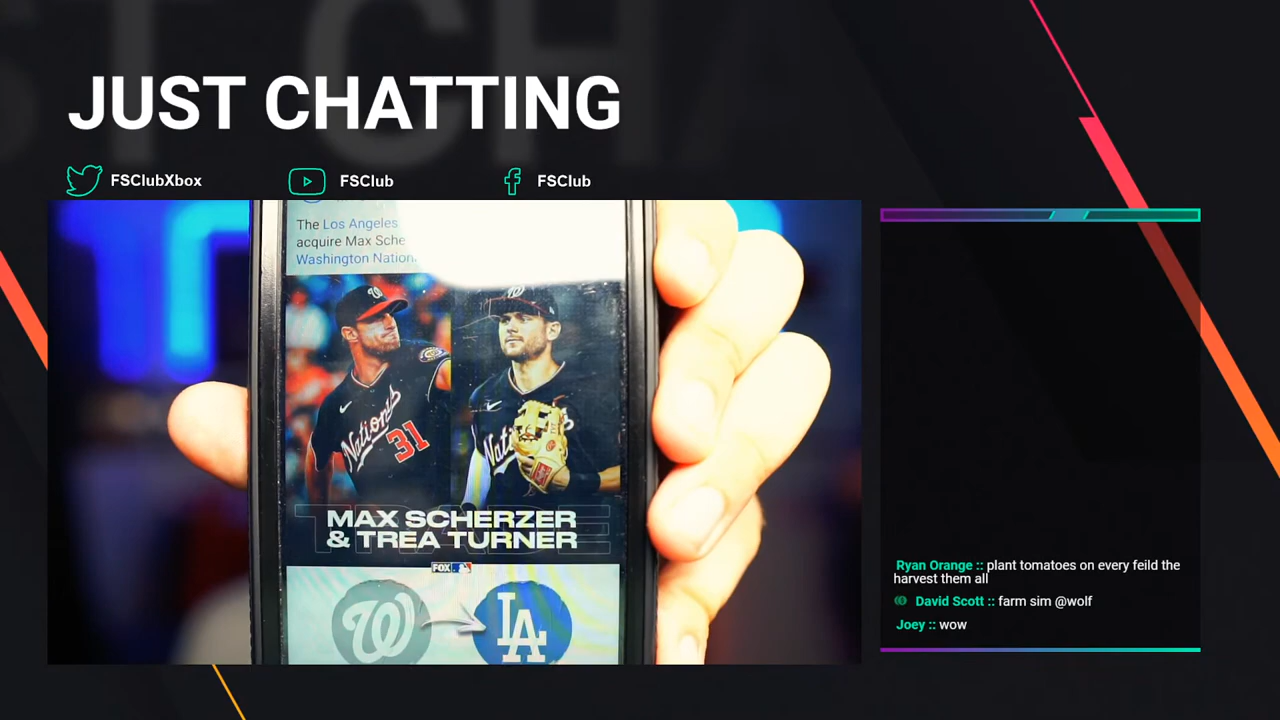 JUST CHATTING
FSClubXbox
FSClub
FSClub
The Los Angeles
acquire Max Sche
Washington Nation
Nationals
31
MAX SCHERZER
& TREA TURNER
FOX
W
LA
Ryan Orange :: plant tomatoes on every feild the
harvest them all
David Scott :: farm sim @wolf
Joey :: wow